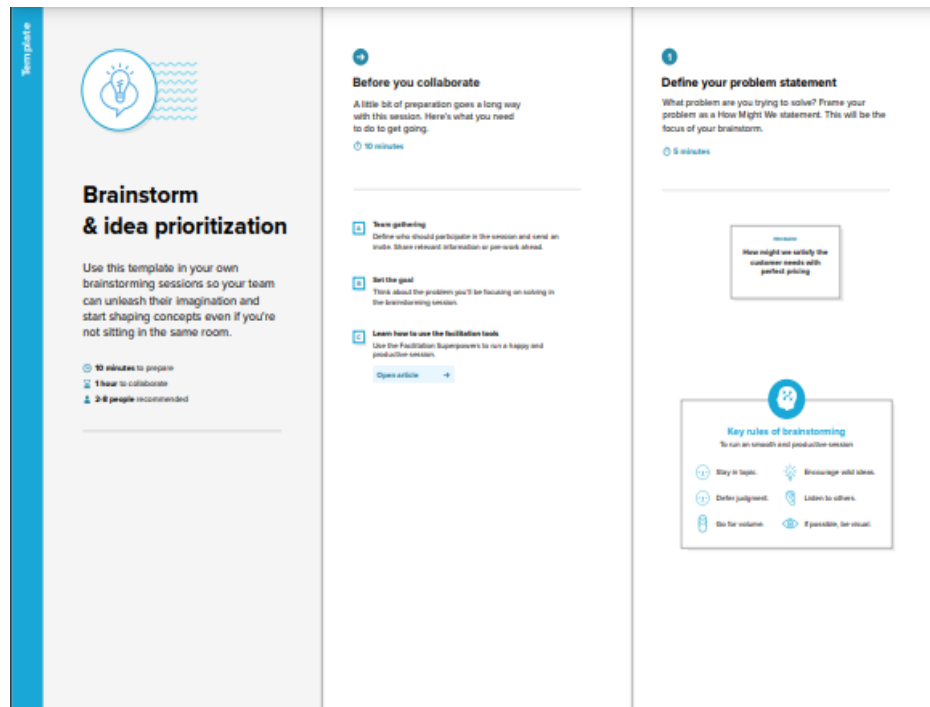 Template
Brainstorm
& idea prioritization
Use this template in your own
brainstorming sessions so your team
can unleash their imagination and
start shaping concepts even if you're
not sitting in the same room.
10 minutes to prepare
1 hour to collaborate
2-8 people recommended
Before you collaborate
A little bit of preparation goes a long way
with this session. Here's what you need
to do to get going.
10 minutes
A
Team gathering
Define who should participate in the session and send an
invite. Share relevant information or pre-work ahead.
B
Set the goal
Think about the problem you'll be focusing on solving in
the brainstorming session.
C
Learn how to use the facilitation tools
Use the Facilitation Superpowers to run a happy and
productive session.
Open article
1
Define your problem statement
What problem are you trying to solve? Frame your
problem as a How Might We statement. This will be the
focus of your brainstorm.
5 minutes
PROBLEM
How might we satisfy the
customer needs with
perfect pricing
Key rules of brainstorming
To run an smooth and productive session
Stay in topic.
Encourage wild ideas.
Defer judgment.
Listen to others.
Go for volume.
If possible, be visual.